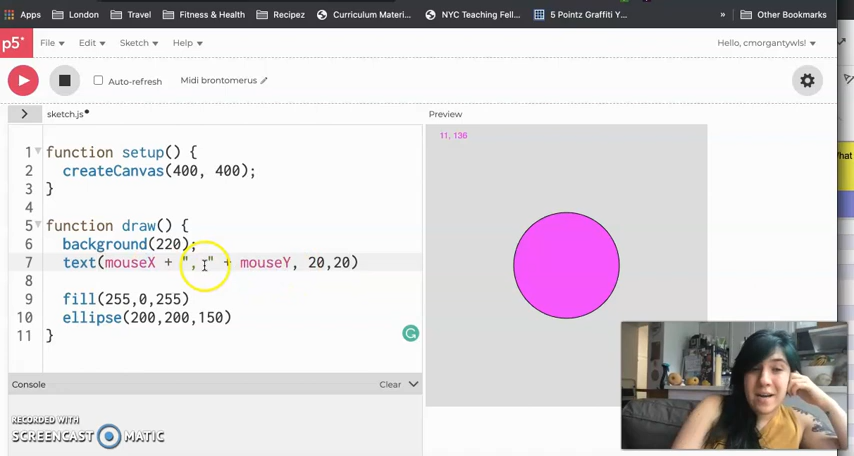 Apps London Travel Fitness & Health Recipez Curriculum Materi... NYC Teaching Fell... 5 Pointz Graffiti Y... » Other Bookmarks
p5* File Edit Sketch Help Hello, cmorgantywls!
Auto-refresh Midi brontomerus
sketch.js Preview
1 function setup() {
2 createCanvas(400, 400);
3 }
4
5 function draw() {
6 background(220);
7 text(mouseX + ", " + mouseY, 20,20)
8
9 fill(255,0,255)
10 ellipse(200,200,150)
11 }
11, 136
Console Clear
RECORDED WITH
SCREENCAST MATIC